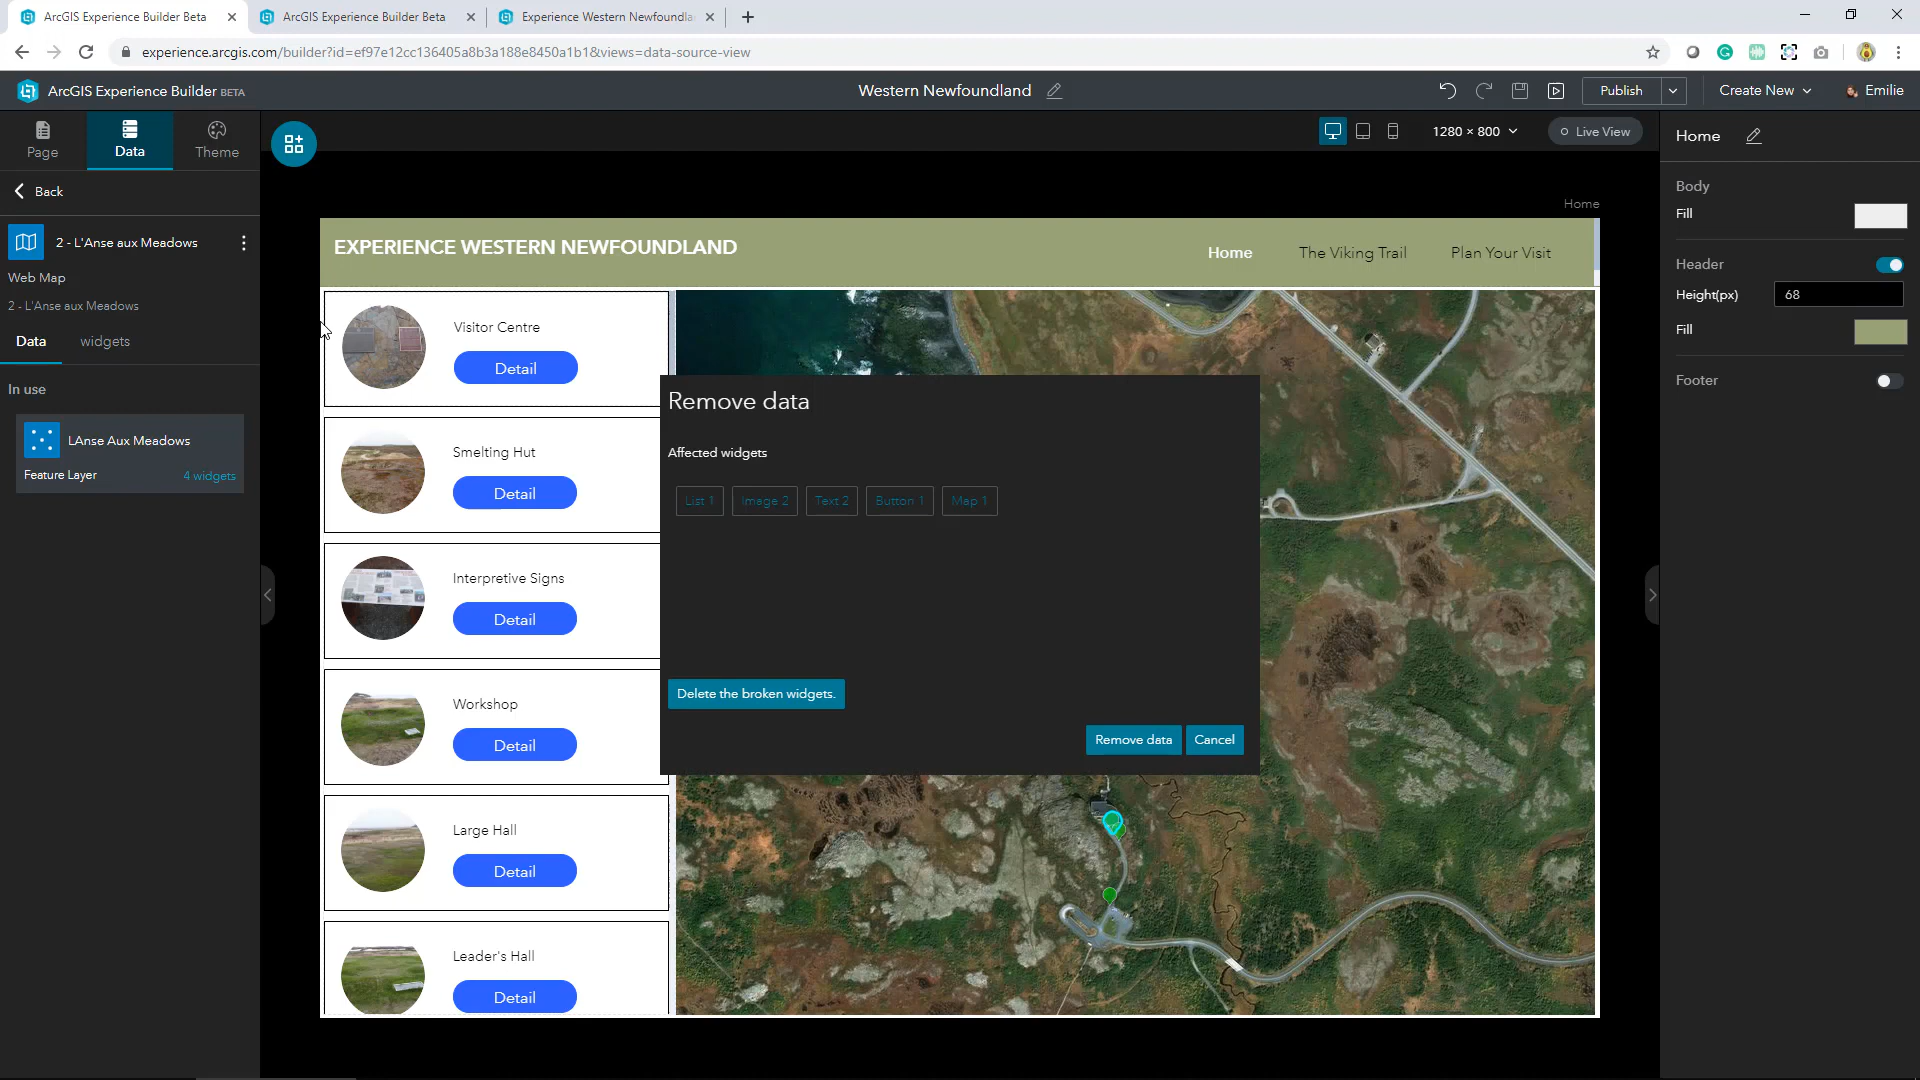 ArcGIS Experience Builder Beta
ArcGIS Experience Builder Beta
Experience Western Newfoundla
experience.arcgis.com/builder?id=ef97e12cc136405a8b3a188e8450a1b1&views=data-source-view
ArcGIS Experience Builder BETA
Western Newfoundland
Publish
Create New
Emilie
Page
Data
Theme
1280 × 800
Live View
Home
Back
2 - L'Anse aux Meadows
Web Map
2 - L'Anse aux Meadows
Data
widgets
In use
LAnse Aux Meadows
Feature Layer
4 widgets
Home
EXPERIENCE WESTERN NEWFOUNDLAND
Home
The Viking Trail
Plan Your Visit
Visitor Centre
Detail
Smelting Hut
Detail
Interpretive Signs
Detail
Workshop
Detail
Large Hall
Detail
Leader's Hall
Detail
Remove data
Affected widgets
List 1
Image 2
Text 2
Button 1
Map 1
Delete the broken widgets.
Remove data
Cancel
Body
Fill
Header
Height(px)
68
Fill
Footer